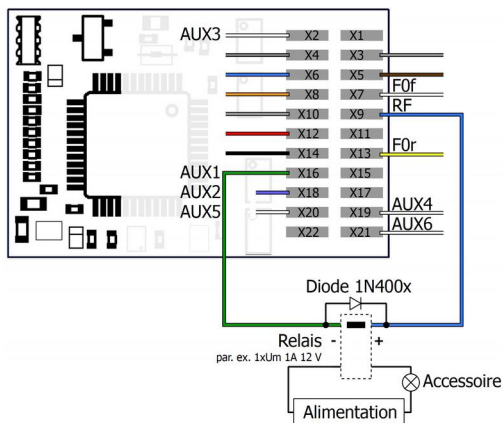 AUX3 X2 X1
X4 X3
X6 X5
F0f
X8 X7
RF
X10 X9
X12 X11
F0r
X14 X13
AUX1 X16 X15
AUX2 X18 X17
AUX5 X20 X19 AUX4
X22 X21 AUX6
Diode 1N400x
Relais - +
par. ex. 1xUm 1A 12 V
Accessoire
Alimentation